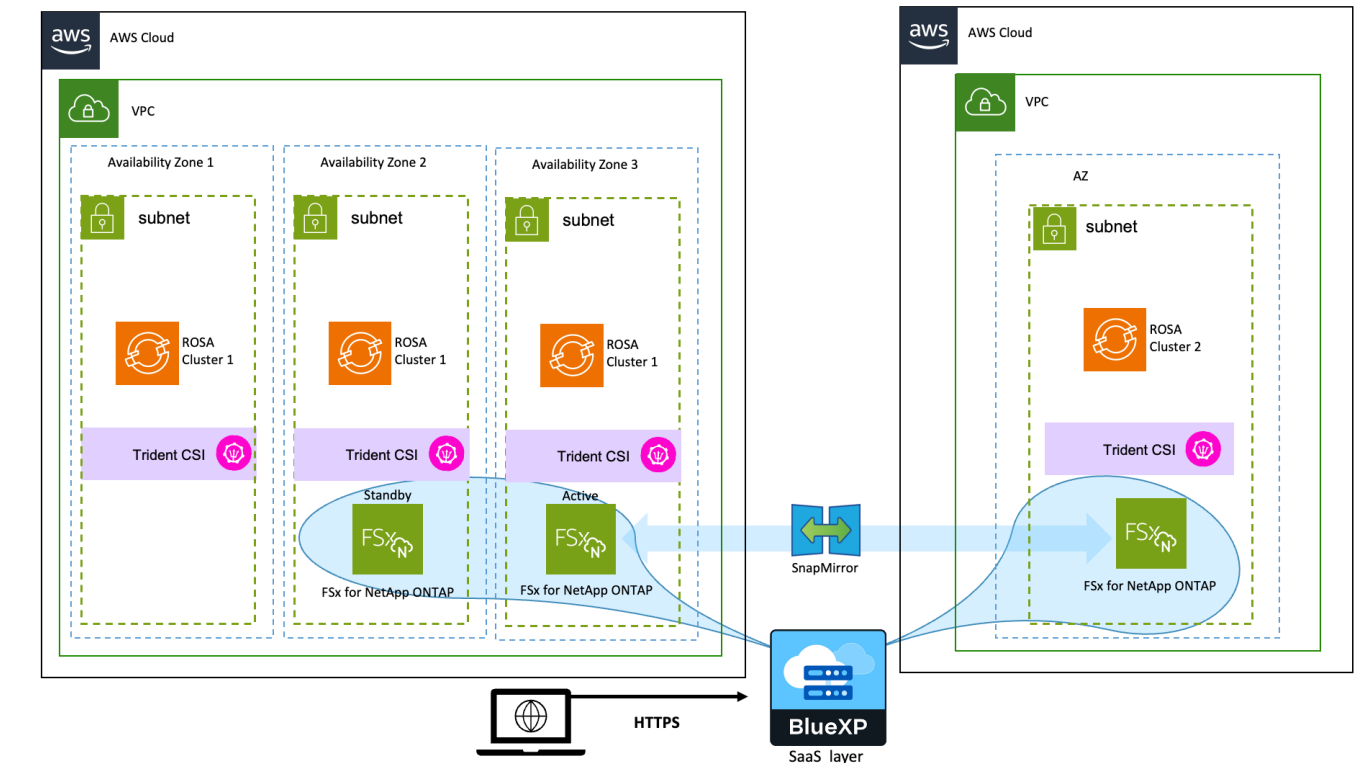 aws
AWS Cloud
VPC
Availability Zone 1
subnet
ROSA
Cluster 1
Trident CSI
Availability Zone 2
subnet
ROSA
Cluster 1
Trident CSI
Standby
FSx
N
FSx for NetApp ONTAP
Availability Zone 3
subnet
ROSA
Cluster 1
Trident CSI
Active
FSx
N
FSx for NetApp ONTAP
SnapMirror
aws
AWS Cloud
VPC
AZ
subnet
ROSA
Cluster 2
Trident CSI
FSx
N
FSx for NetApp ONTAP
HTTPS
BlueXP
SaaS layer